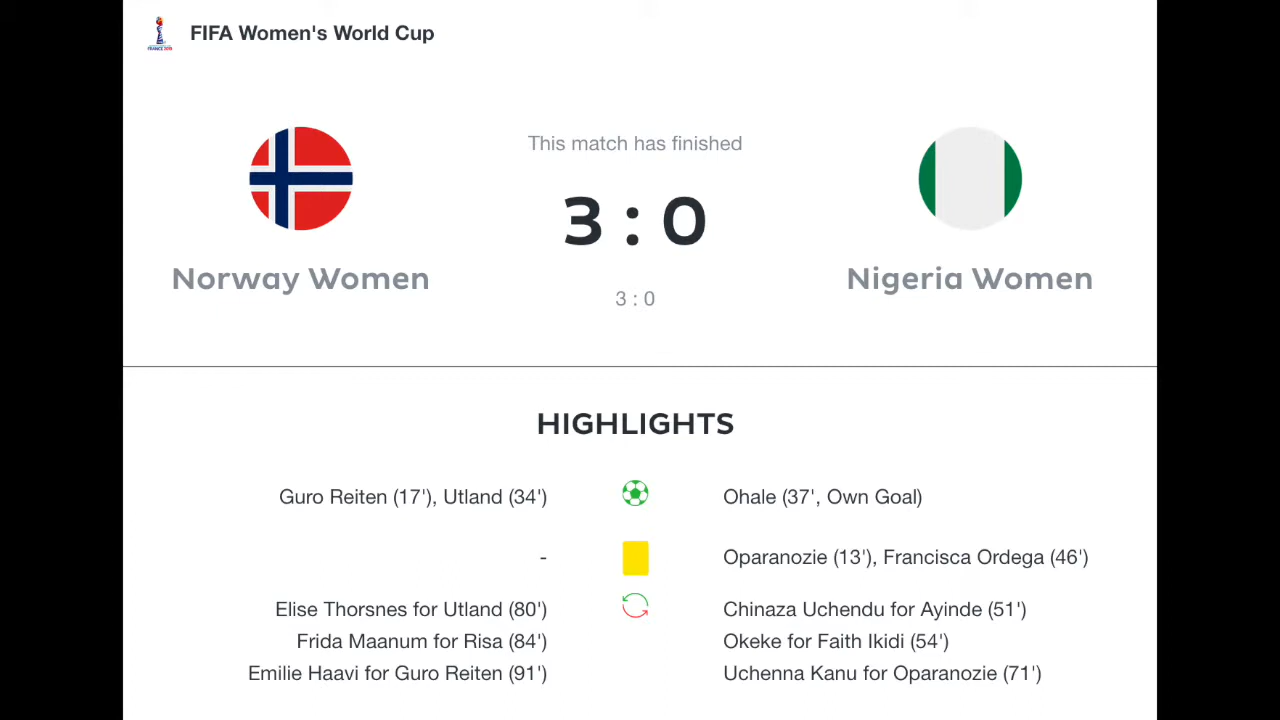 FIFA Women's World Cup
FRANCE 2019
This match has finished
3 : 0
Norway Women
Nigeria Women
3 : 0
HIGHLIGHTS
Guro Reiten (17'), Utland (34')
Ohale (37', Own Goal)
-
Oparanozie (13'), Francisca Ordega (46')
Elise Thorsnes for Utland (80')
Chinaza Uchendu for Ayinde (51')
Frida Maanum for Risa (84')
Okeke for Faith Ikidi (54')
Emilie Haavi for Guro Reiten (91')
Uchenna Kanu for Oparanozie (71')